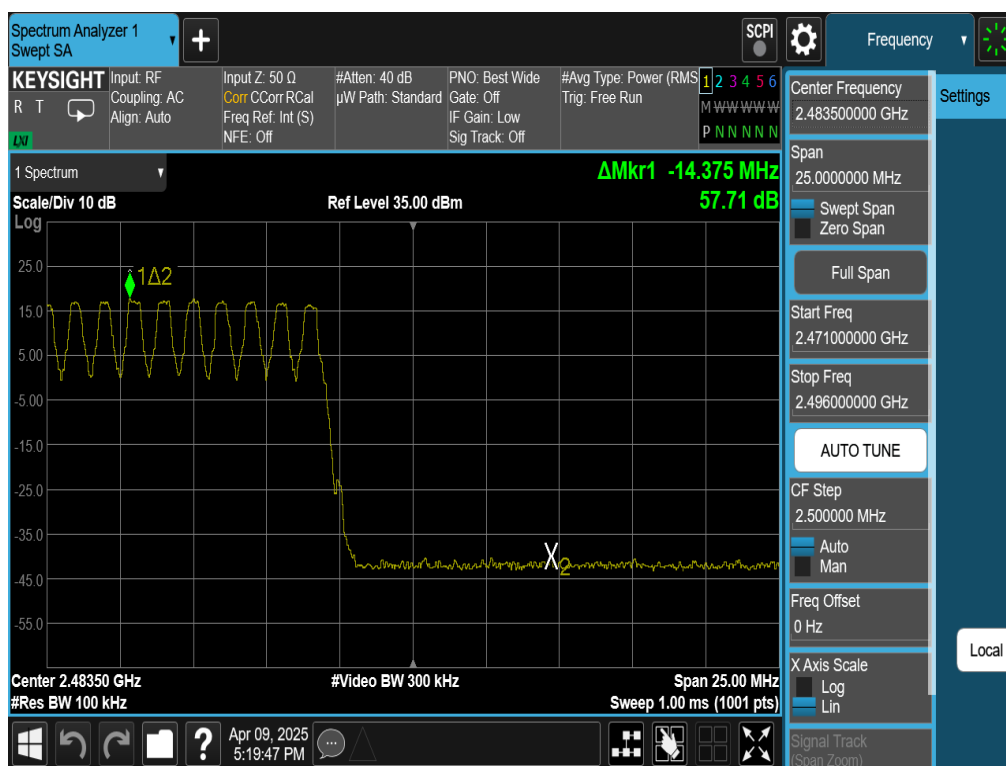 Spectrum Analyzer 1
Swept SA
+
SCPI
Frequency
KEYSIGHT
R T
LXI
Input: RF
Coupling: AC
Align: Auto
Input Z: 50 Ω
Corr CCorr RCal
Freq Ref: Int (S)
NFE: Off
#Atten: 40 dB
µW Path: Standard
PNO: Best Wide
Gate: Off
IF Gain: Low
Sig Track: Off
#Avg Type: Power (RMS
Trig: Free Run
1 2 3 4 5 6
M W W W W W
P N N N N N
1 Spectrum
ΔMkr1 -14.375 MHz
57.71 dB
Scale/Div 10 dB
Ref Level 35.00 dBm
Log
25.0
15.0
5.00
-5.00
-15.0
-25.0
-35.0
-45.0
-55.0
1Δ2
X
2
Center 2.48350 GHz
#Video BW 300 kHz
Span 25.00 MHz
#Res BW 100 kHz
Sweep 1.00 ms (1001 pts)
Center Frequency
2.483500000 GHz
Span
25.0000000 MHz
Swept Span
Zero Span
Full Span
Start Freq
2.471000000 GHz
Stop Freq
2.496000000 GHz
AUTO TUNE
CF Step
2.500000 MHz
Auto
Man
Freq Offset
0 Hz
X Axis Scale
Log
Lin
Signal Track
(Span Zoom)
Settings
Local
?
Apr 09, 2025
5:19:47 PM